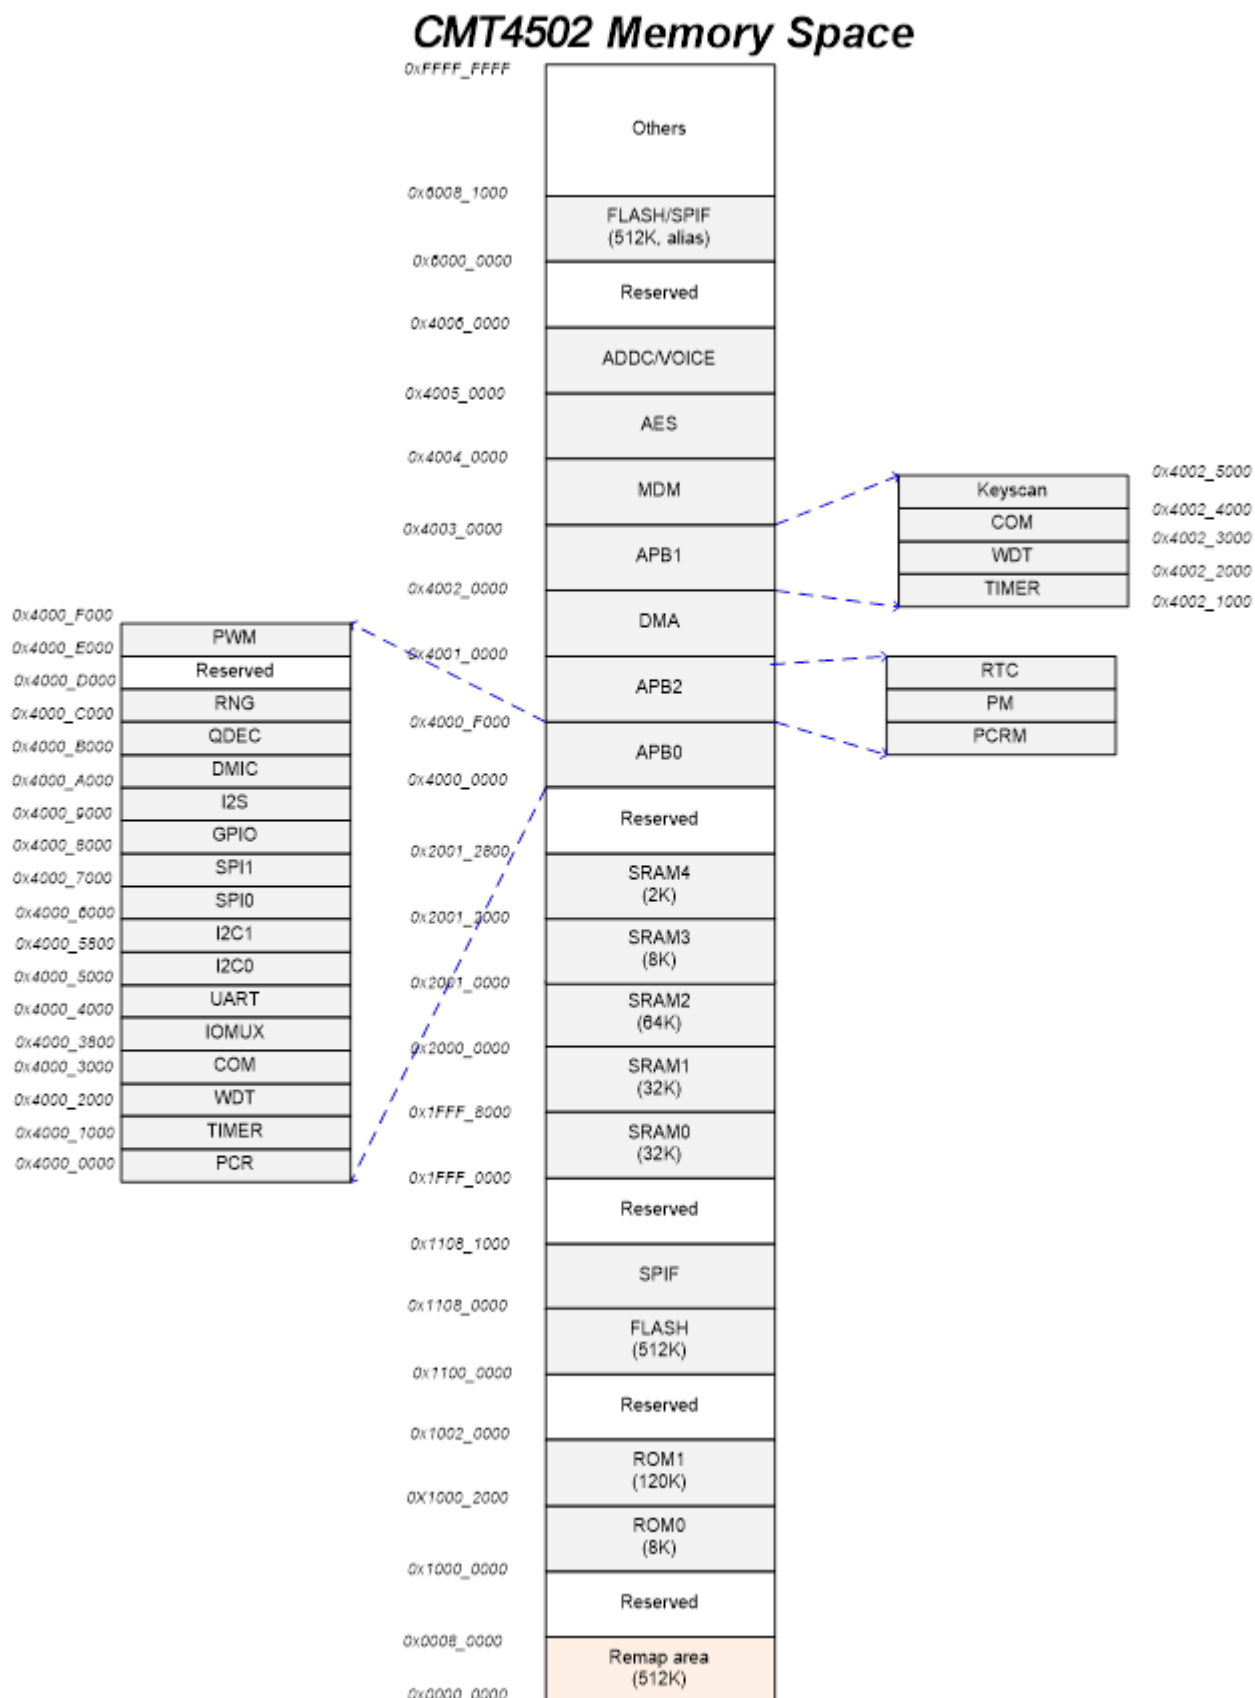 CMT4502 Memory Space
0xFFFF_FFFF
Others
0x6008_1000
FLASH/SPIF
(512K, alias)
0x6000_0000
Reserved
0x4006_0000
ADDC/VOICE
0x4005_0000
AES
0x4004_0000
MDM
0x4003_0000
APB1
0x4002_0000
DMA
0x4001_0000
APB2
0x4000_F000
APB0
0x4000_0000
Reserved
0x2001_2800
SRAM4
(2K)
0x2001_2000
SRAM3
(8K)
0x2001_0000
SRAM2
(64K)
0x2000_0000
SRAM1
(32K)
0x1FFF_8000
SRAM0
(32K)
0x1FFF_0000
Reserved
0x1108_1000
SPIF
0x1108_0000
FLASH
(512K)
0x1100_0000
Reserved
0x1002_0000
ROM1
(120K)
0X1000_2000
ROM0
(8K)
0x1000_0000
Reserved
0x0008_0000
Remap area
(512K)
0x0000_0000
0x4002_5000
Keyscan
0x4002_4000
COM
0x4002_3000
WDT
0x4002_2000
TIMER
0x4002_1000
RTC
PM
PCRM
0x4000_F000
PWM
0x4000_E000
Reserved
0x4000_D000
RNG
0x4000_C000
QDEC
0x4000_B000
DMIC
0x4000_A000
I2S
0x4000_9000
GPIO
0x4000_8000
SPI1
0x4000_7000
SPI0
0x4000_6000
I2C1
0x4000_5800
I2C0
0x4000_5000
UART
0x4000_4000
IOMUX
0x4000_3800
COM
0x4000_3000
WDT
0x4000_2000
TIMER
0x4000_1000
PCR
0x4000_0000